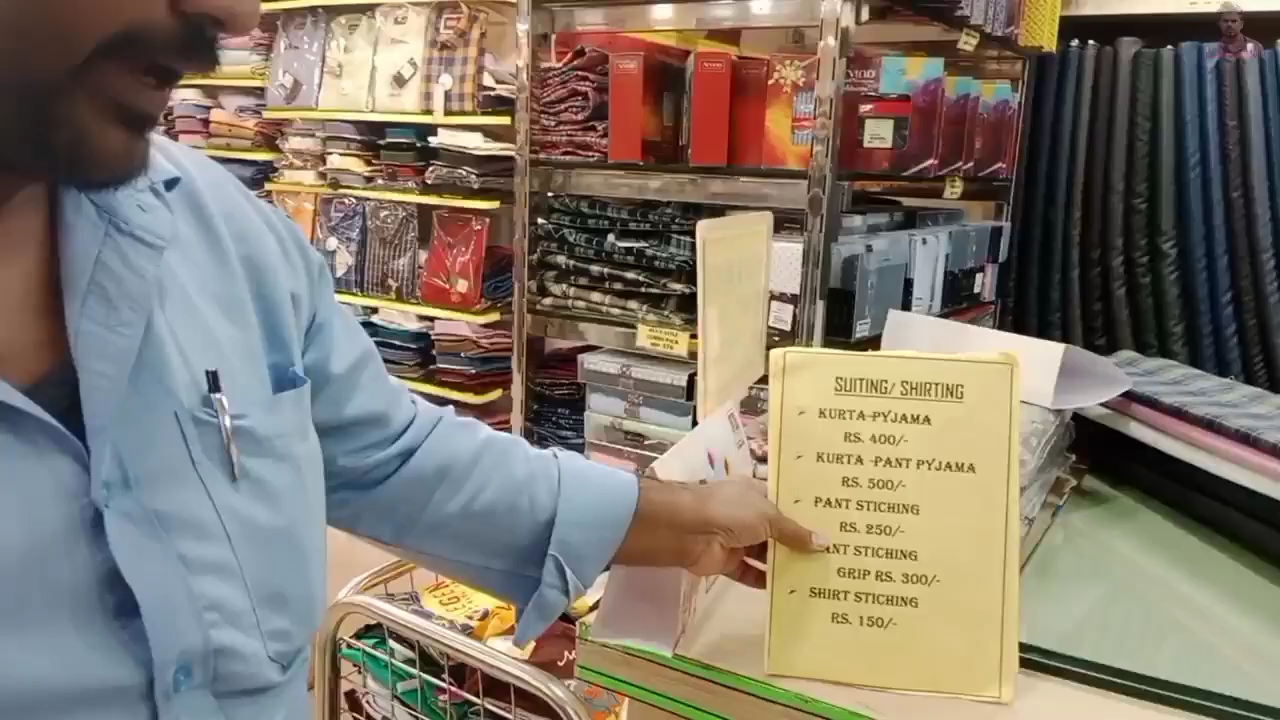 SUITING/ SHIRTING
➢ KURTA-PYJAMA
RS. 400/-
➢ KURTA -PANT PYJAMA
RS. 500/-
➢ PANT STICHING
RS. 250/-
ANT STICHING
GRIP RS. 300/-
➢ SHIRT STICHING
RS. 150/-